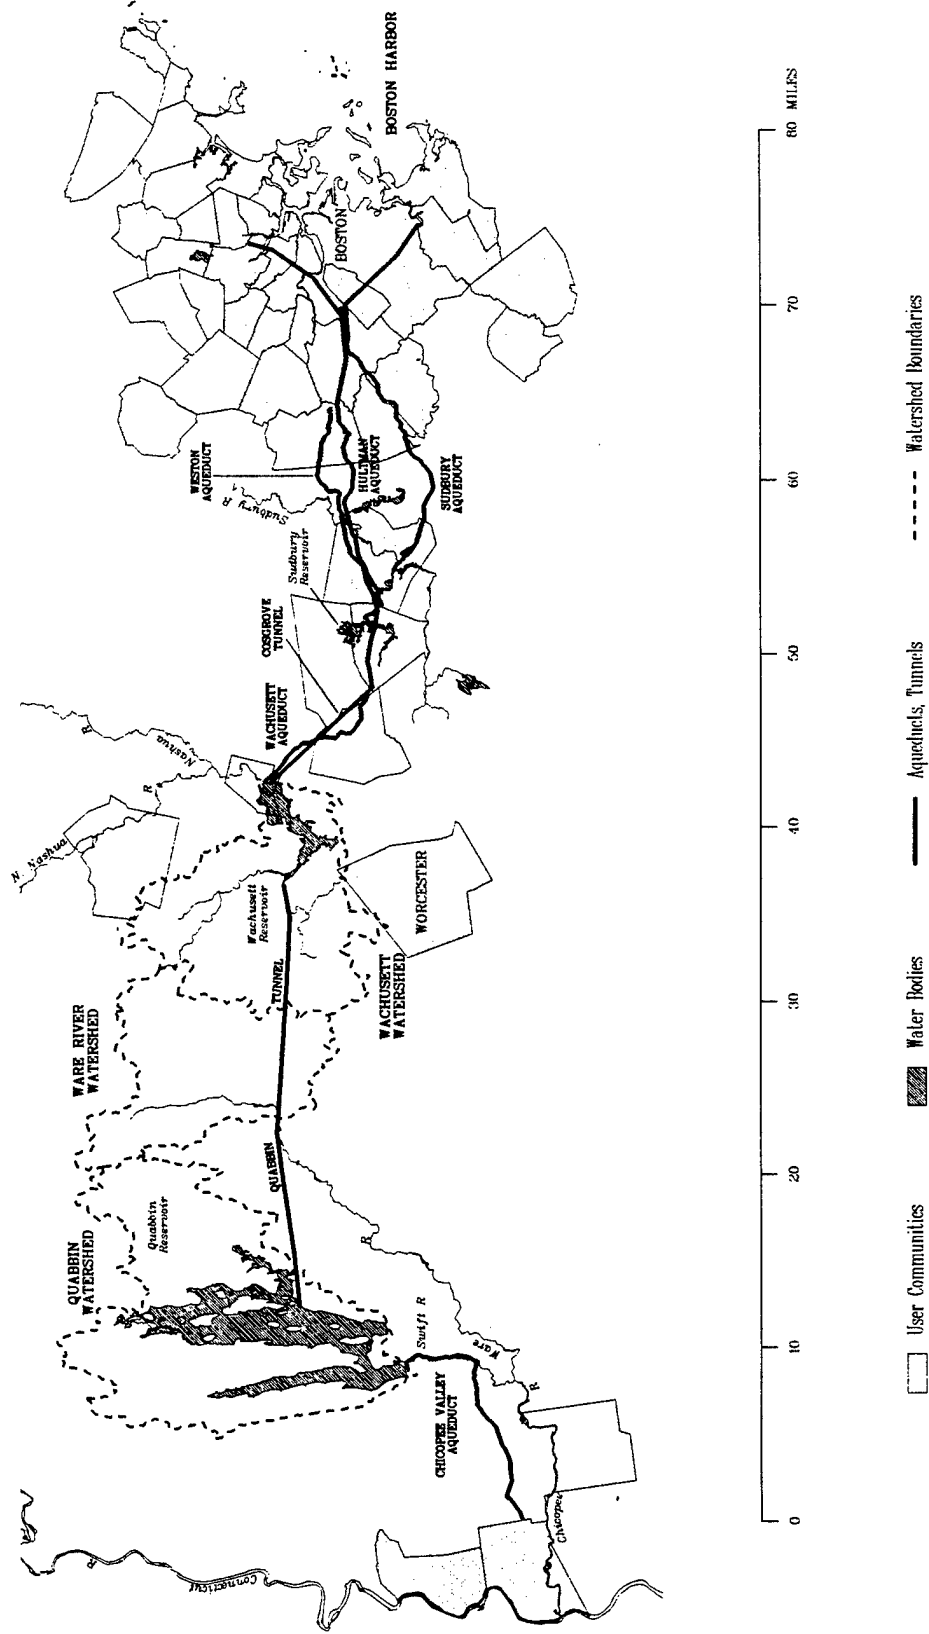 Connecticut
R
Chicopee
R
Ware
Swift R
CHICOPEE VALLEY
AQUEDUCT
QUABBIN
WATERSHED
Quabbin
Reservoir
R
QUABBIN
TUNNEL
WARE RIVER
WATERSHED
WACHUSETT
WATERSHED
WORCESTER
Wachusett
Reservoir
N. Nashua
R
Nashua
R
WACHUSETT
AQUEDUCT
COSGROVE
TUNNEL
Sudbury
Reservoir
Sudbury R
WESTON
AQUEDUCT
HULTMAN
AQUEDUCT
SUDBURY
AQUEDUCT
BOSTON
BOSTON HARBOR
0
10
20
30
40
50
60
70
80 MILES
User Communities
Water Bodies
Aqueducts, Tunnels
Watershed Boundaries